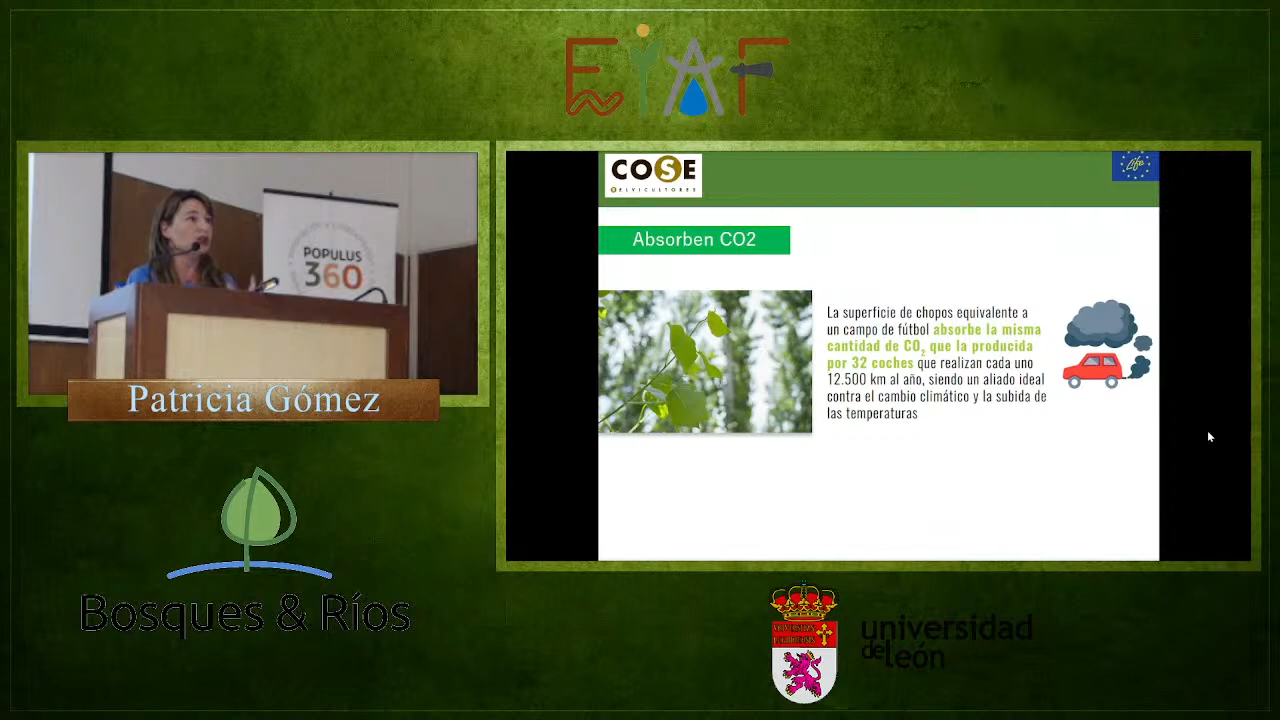 EIAF
POPULUS
360
Patricia Gómez
Bosques & Ríos
COSE
SELVICULTORES
Life
Absorben CO2
La superficie de chopos equivalente a
un campo de fútbol absorbe la misma
cantidad de CO₂ que la producida
por 32 coches que realizan cada uno
12.500 km al año, siendo un aliado ideal
contra el cambio climático y la subida de
las temperaturas
universidad
de león